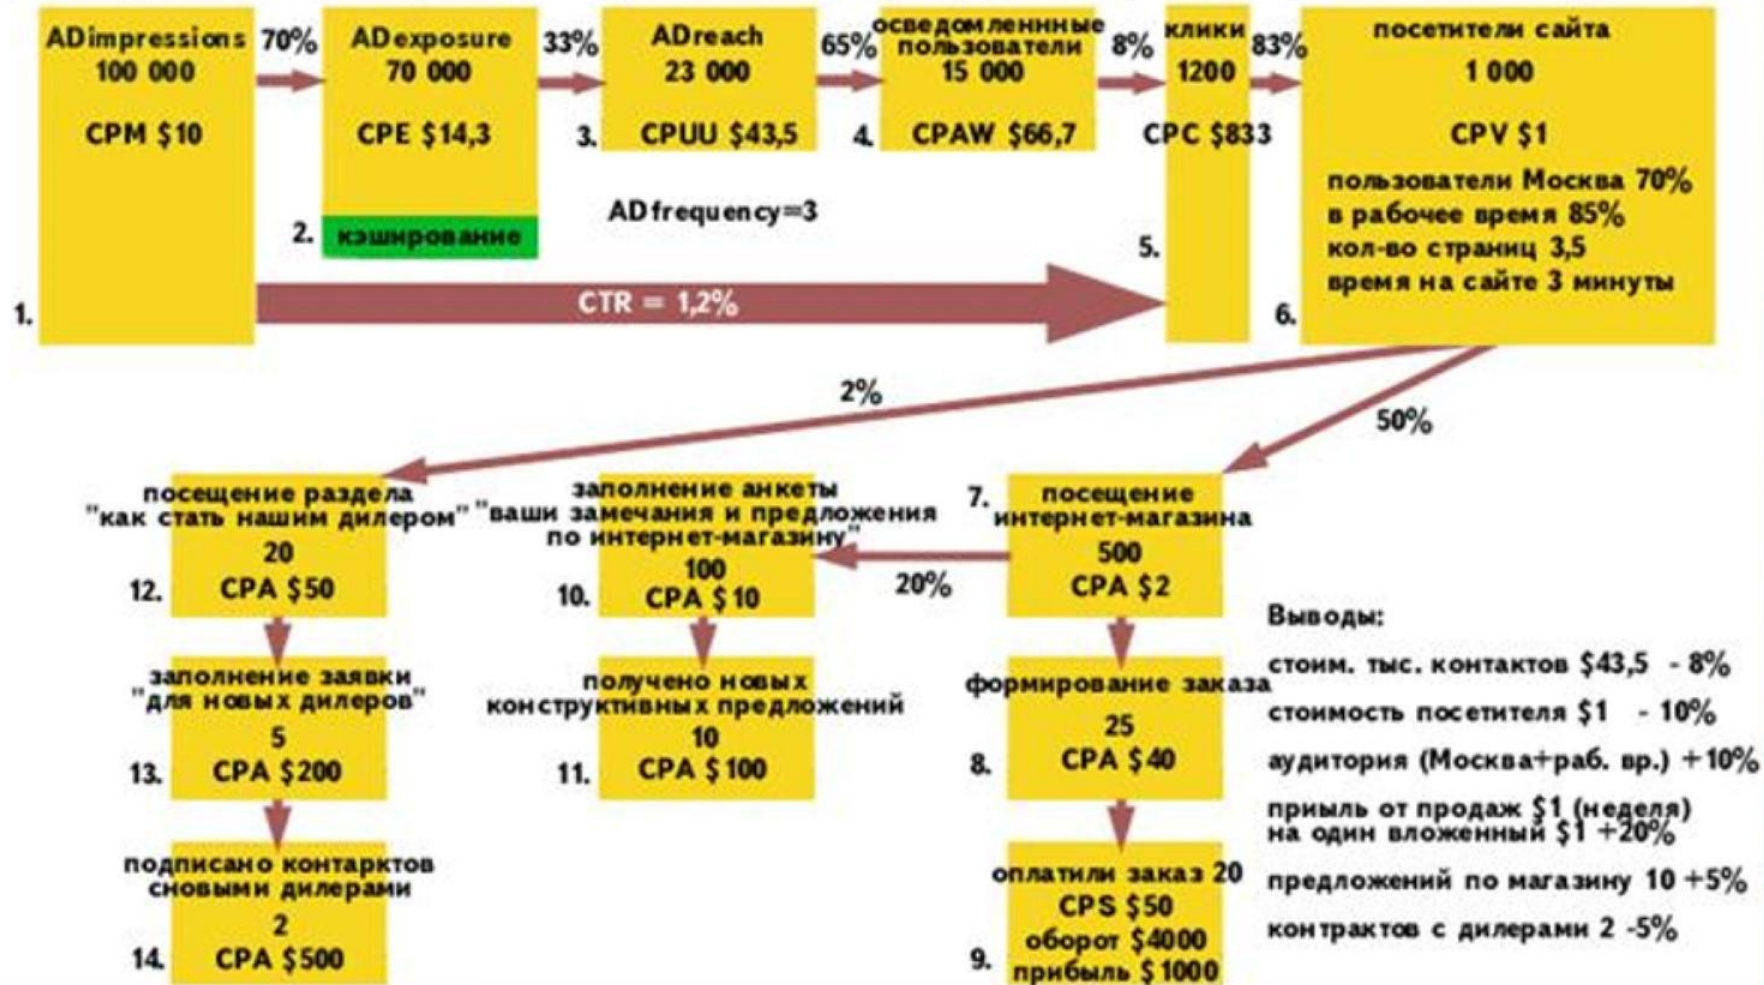 ADimpressions
100 000
CPM $10
1.
70%
ADexposure
70 000
CPE $14,3
2.
кэширование
33%
ADreach
23 000
3.
CPUU $43,5
ADfrequency=3
65%
осведомленнные
пользователи
15 000
4.
CPAW $66,7
8%
клики
1200
CPC $833
5.
83%
посетители сайта
1 000
CPV $1
пользователи Москва 70%
в рабочее время 85%
кол-во страниц 3,5
время на сайте 3 минуты
6.
CTR = 1,2%
2%
50%
посещение раздела
"как стать нашим дилером"
20
12.
CPA $50
заполнение заявки
"для новых дилеров"
5
13.
CPA $200
подписано контарктов
сновыми дилерами
2
14.
CPA $500
заполнение анкеты
"ваши замечания и предложения
по интернет-магазину"
100
10.
CPA $10
получено новых
конструктивных предложений
10
11.
CPA $100
20%
7.
посещение
интернет-магазина
500
CPA $2
формирование заказа
25
8.
CPA $40
оплатили заказ 20
CPS $50
оборот $4000
9.
прибыль $1000
Выводы:
стоим. тыс. контактов $43,5 - 8%
стоимость посетителя $1 - 10%
аудитория (Москва+раб. вр.) +10%
приыль от продаж $1 (неделя)
на один вложенный $1 +20%
предложений по магазину 10 +5%
контрактов с дилерами 2 -5%